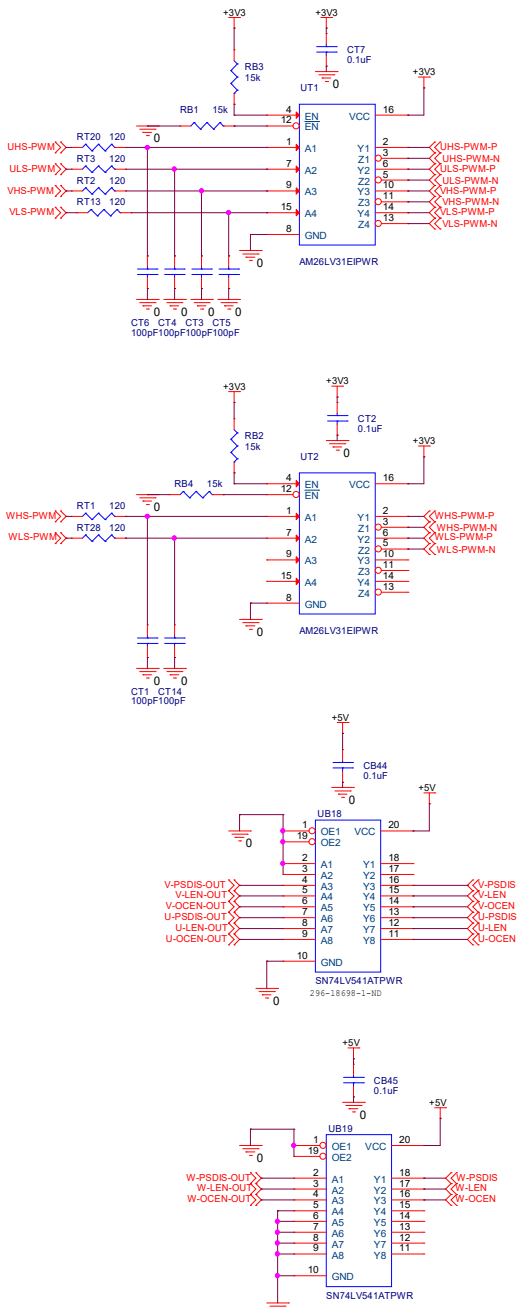 +3V3
+3V3
CT7
0.1uF
0
RB3
15k
+3V3
UT1
RB1 15k
0
4 EN VCC 16
12 EN
UHS-PWM RT20 120 1 A1 Y1 2 UHS-PWM-P
Z1 3 UHS-PWM-N
ULS-PWM RT3 120 7 A2 Y2 6 ULS-PWM-P
Z2 5 ULS-PWM-N
VHS-PWM RT2 120 9 A3 Y3 10 VHS-PWM-P
Z3 11 VHS-PWM-N
VLS-PWM RT13 120 15 A4 Y4 14 VLS-PWM-P
Z4 13 VLS-PWM-N
8 GND
0
AM26LV31EIPWR
0 0 0 0
CT6 CT4 CT3 CT5
100pF 100pF 100pF 100pF
+3V3
+3V3
CT2
0.1uF
0
RB2
15k
+3V3
UT2
RB4 15k
0
4 EN VCC 16
12 EN
WHS-PWM RT1 120 1 A1 Y1 2 WHS-PWM-P
Z1 3 WHS-PWM-N
WLS-PWM RT28 120 7 A2 Y2 6 WLS-PWM-P
Z2 5 WLS-PWM-N
9 A3 Y3 10
Z3 11
15 A4 Y4 14
Z4 13
8 GND
0
AM26LV31EIPWR
0 0
CT1 CT14
100pF 100pF
+5V
CB44
0.1uF
0
+5V
UB18
0
1 OE1 VCC 20
19 OE2
2 A1 Y1 18
3 A2 Y2 17
V-PSDIS-OUT 4 A3 Y3 16 V-PSDIS
V-LEN-OUT 5 A4 Y4 15 V-LEN
V-OCEN-OUT 6 A5 Y5 14 V-OCEN
U-PSDIS-OUT 7 A6 Y6 13 U-PSDIS
U-LEN-OUT 8 A7 Y7 12 U-LEN
U-OCEN-OUT 9 A8 Y8 11 U-OCEN
10 GND
0
SN74LV541ATPWR
296-18698-1-ND
+5V
CB45
0.1uF
0
+5V
UB19
0
1 OE1 VCC 20
19 OE2
W-PSDIS-OUT 2 A1 Y1 18 W-PSDIS
W-LEN-OUT 3 A2 Y2 17 W-LEN
W-OCEN-OUT 4 A3 Y3 16 W-OCEN
5 A4 Y4 15
6 A5 Y5 14
7 A6 Y6 13
8 A7 Y7 12
9 A8 Y8 11
10 GND
SN74LV541ATPWR